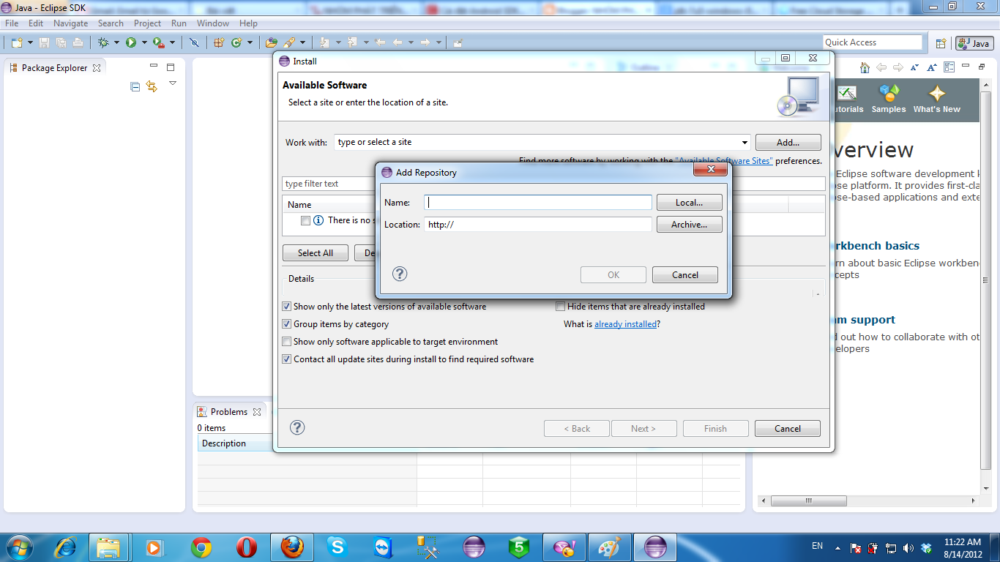 Java - Eclipse SDK
File Edit Navigate Search Project Run Window Help
Quick Access
Java
Package Explorer
Install
Available Software
Select a site or enter the location of a site.
Work with: type or select a site Add...
Find more software by working with the "Available Software Sites" preferences.
type filter text
Name
There is no s
Select All De
Details
Show only the latest versions of available software
Hide items that are already installed
Group items by category
What is already installed?
Show only software applicable to target environment
Contact all update sites during install to find required software
< Back Next > Finish Cancel
Add Repository
Name: Local...
Location: http:// Archive...
OK Cancel
utorials Samples What's New
verview
Eclipse software development k
se platform. It provides first-cla
se-based applications and exte
rkbench basics
rn about basic Eclipse workben
cepts
am support
d out how to collaborate with ot
elopers
Problems
0 items
Description
EN
11:22 AM
8/14/2012
5